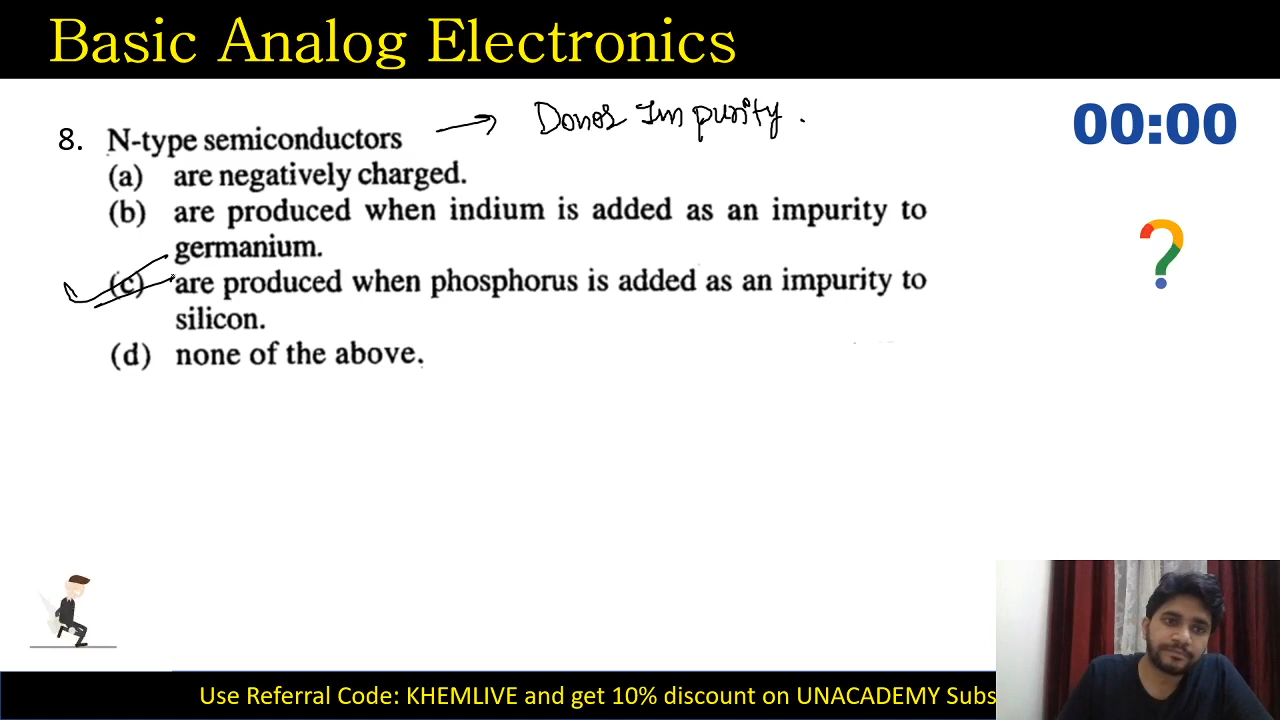 Basic Analog Electronics
8. N-type semiconductors → Donor Impurity.
00:00
(a) are negatively charged.
(b) are produced when indium is added as an impurity to
germanium.
(c) are produced when phosphorus is added as an impurity to
silicon.
(d) none of the above.
?
Use Referral Code: KHEMLIVE and get 10% discount on UNACADEMY Subs